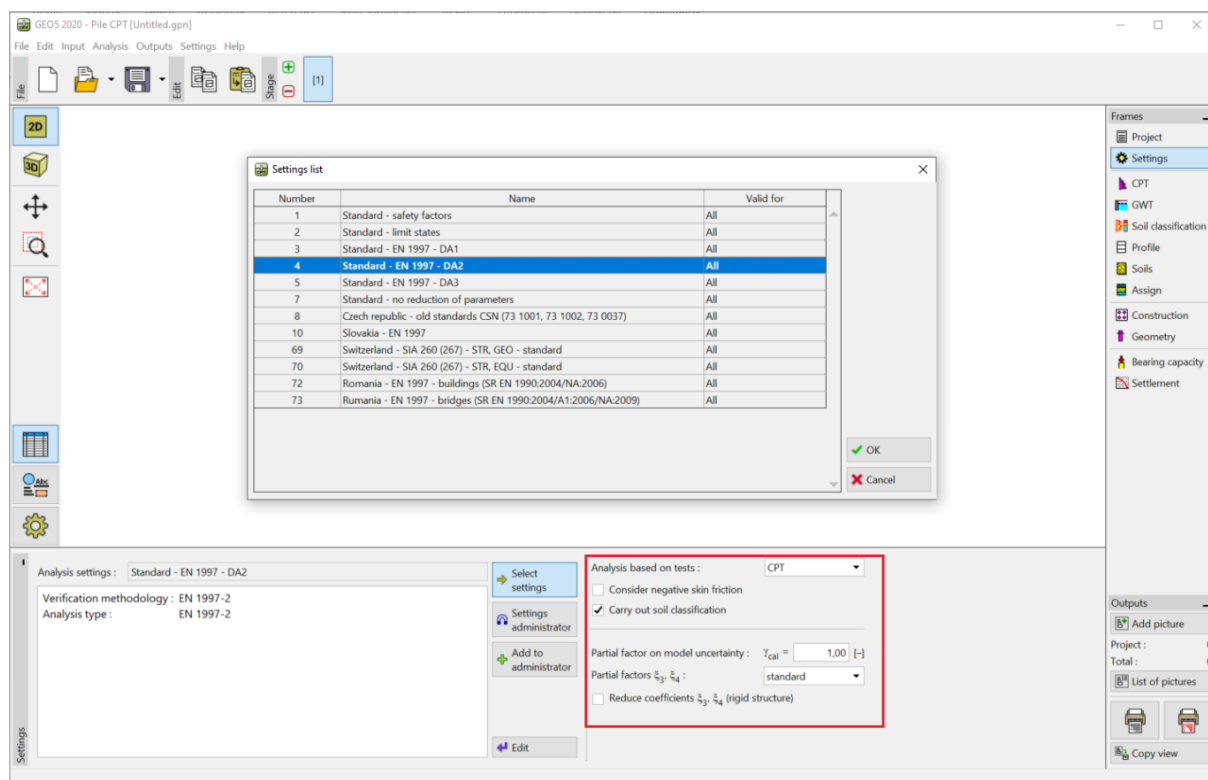 GEO5 2020 - Pile CPT [Untitled.gpn]
File Edit Input Analysis Outputs Settings Help
File
Edit
Stage
[1]
2D
3D
Settings list
Number Name Valid for
1 Standard - safety factors All
2 Standard - limit states All
3 Standard - EN 1997 - DA1 All
4 Standard - EN 1997 - DA2 All
5 Standard - EN 1997 - DA3 All
7 Standard - no reduction of parameters All
8 Czech republic - old standards CSN (73 1001, 73 1002, 73 0037) All
10 Slovakia - EN 1997 All
69 Switzerland - SIA 260 (267) - STR, GEO - standard All
70 Switzerland - SIA 260 (267) - STR, EQU - standard All
72 Romania - EN 1997 - buildings (SR EN 1990:2004/NA:2006) All
73 Rumania - EN 1997 - bridges (SR EN 1990:2004/A1:2006/NA:2009) All
OK
Cancel
Frames
Project
Settings
CPT
GWT
Soil classification
Profile
Soils
Assign
Construction
Geometry
Bearing capacity
Settlement
Abc
Settings
Analysis settings : Standard - EN 1997 - DA2
Verification methodology : EN 1997-2
Analysis type : EN 1997-2
Select
settings
Settings
administrator
Add to
administrator
Edit
Analysis based on tests : CPT
Consider negative skin friction
Carry out soil classification
Partial factor on model uncertainty : γcal = 1,00 [–]
Partial factors ξ3, ξ4 : standard
Reduce coefficients ξ3, ξ4 (rigid structure)
Outputs
Add picture
Project :
Total :
List of pictures
Copy view